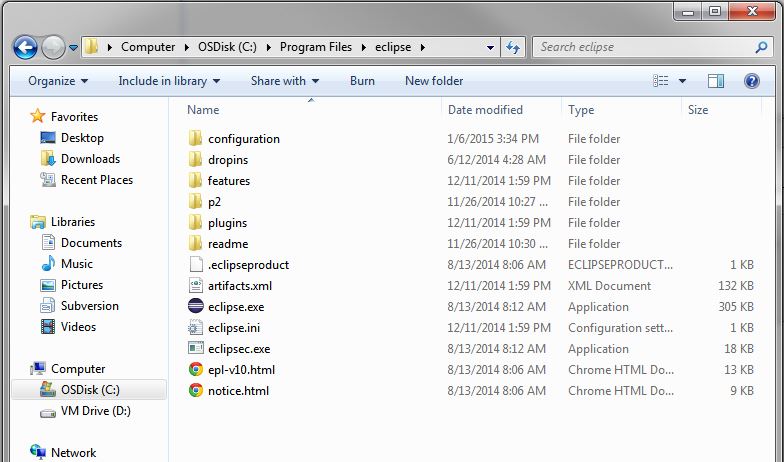 Computer OSDisk (C:) Program Files eclipse
Search eclipse
Organize Include in library Share with Burn New folder
Favorites
Desktop
Downloads
Recent Places
Libraries
Documents
Music
Pictures
Subversion
Videos
Computer
OSDisk (C:)
VM Drive (D:)
Network
Name Date modified Type Size
configuration 1/6/2015 3:34 PM File folder
dropins 6/12/2014 4:28 AM File folder
features 12/11/2014 1:59 PM File folder
p2 11/26/2014 10:27 ... File folder
plugins 12/11/2014 1:59 PM File folder
readme 11/26/2014 10:30 ... File folder
.eclipseproduct 8/13/2014 8:06 AM ECLIPSEPRODUCT... 1 KB
artifacts.xml 12/11/2014 1:59 PM XML Document 132 KB
eclipse.exe 8/13/2014 8:12 AM Application 305 KB
eclipse.ini 12/11/2014 1:59 PM Configuration sett... 1 KB
eclipsec.exe 8/13/2014 8:12 AM Application 18 KB
epl-v10.html 8/13/2014 8:06 AM Chrome HTML Do... 13 KB
notice.html 8/13/2014 8:06 AM Chrome HTML Do... 9 KB